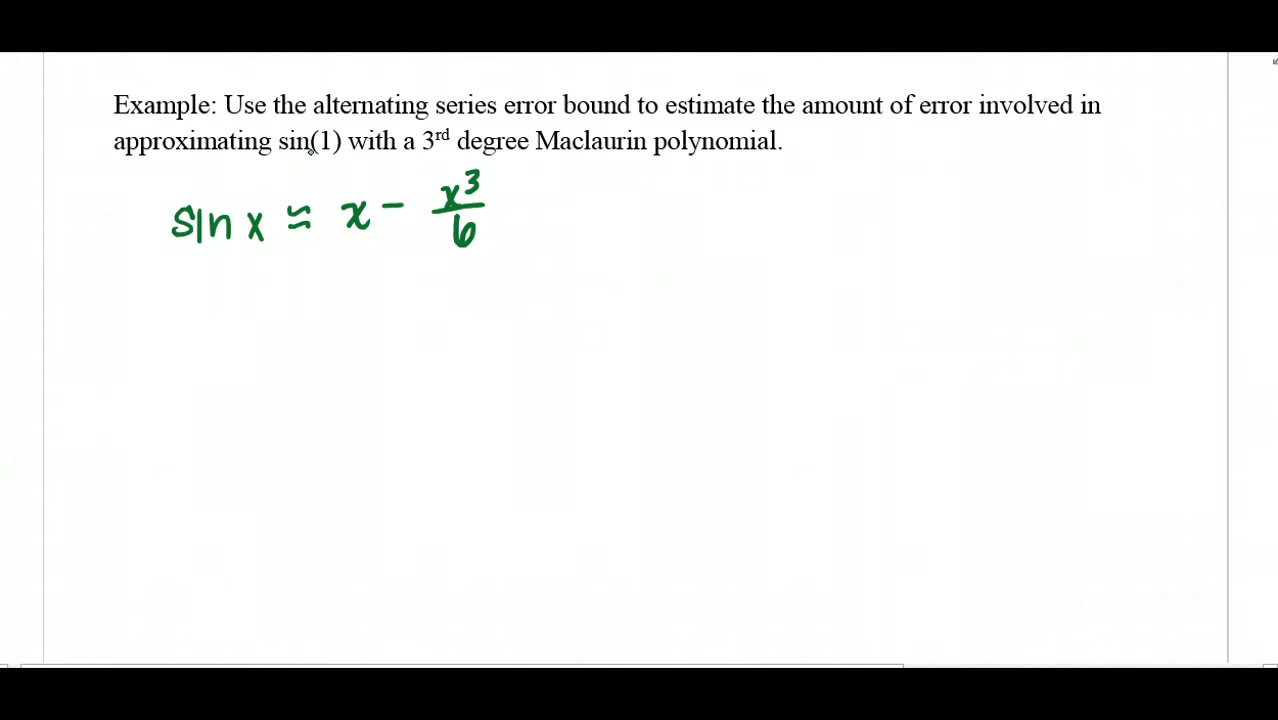 Example: Use the alternating series error bound to estimate the amount of error involved in
approximating sin(1) with a 3rd degree Maclaurin polynomial.
sin x ≈ x - x³/6